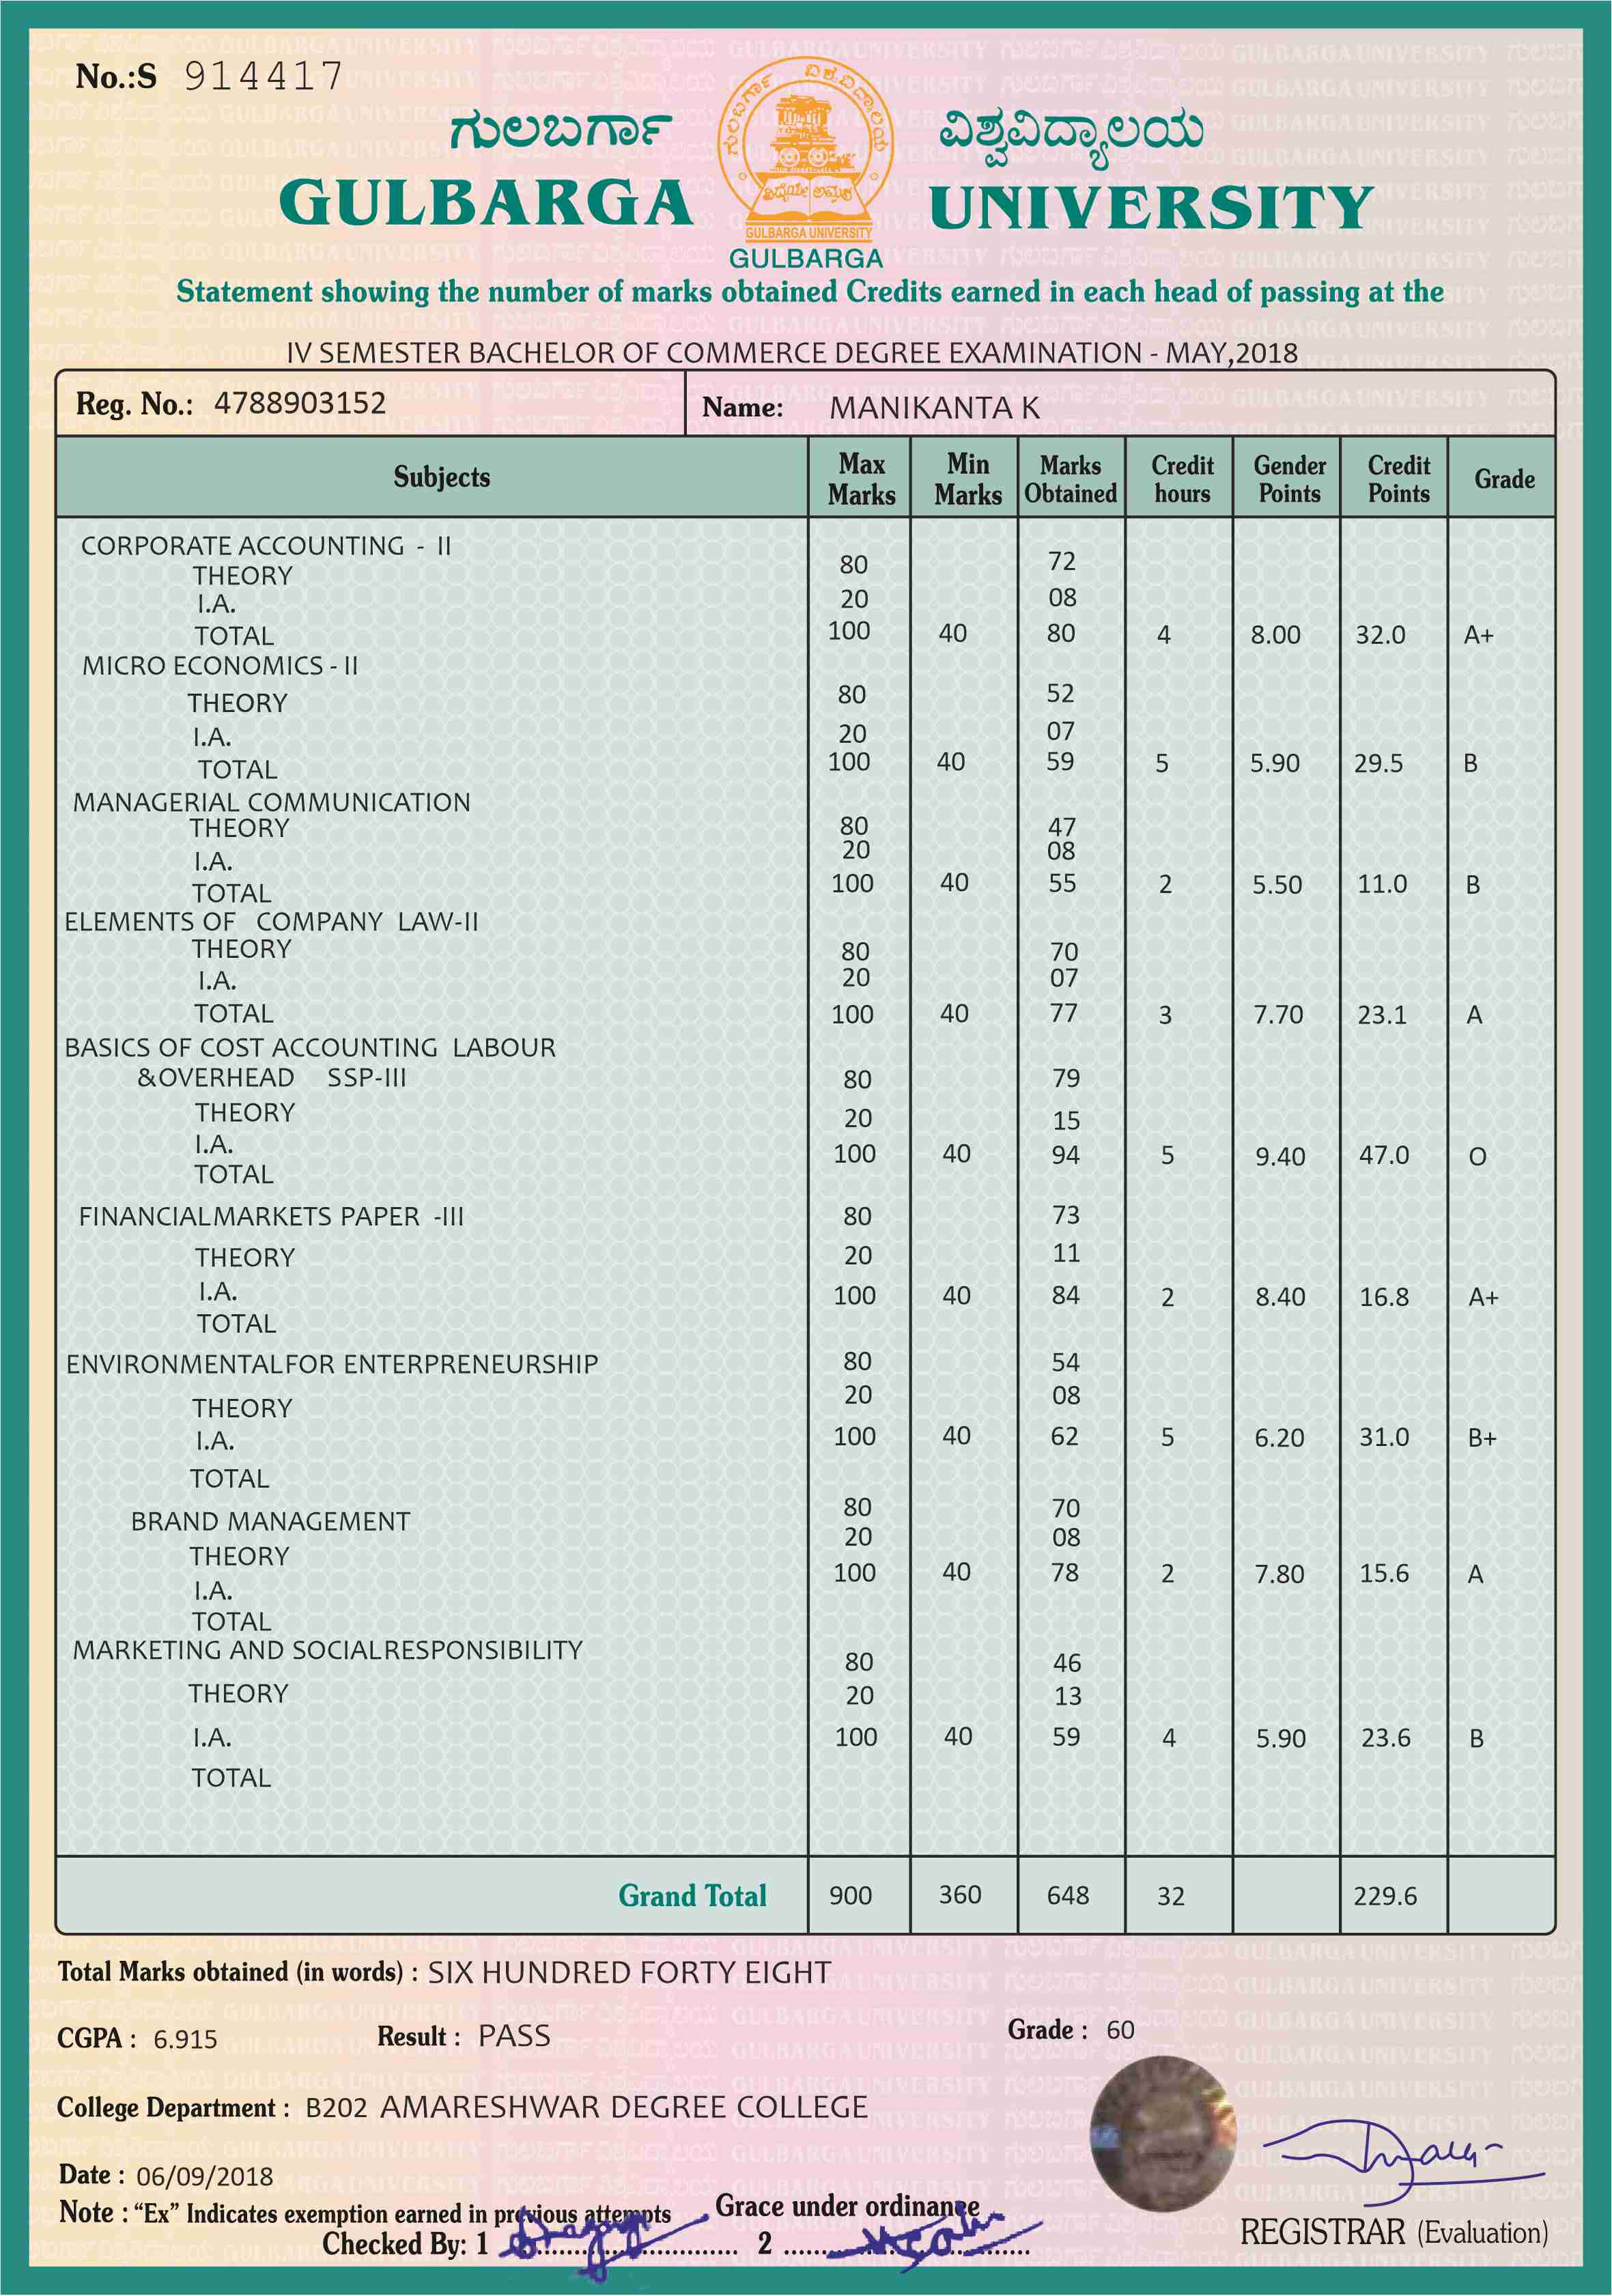 No.:S 914417
ಗುಲಬರ್ಗಾ ವಿಶ್ವವಿದ್ಯಾಲಯ
ಗುಲಬರ್ಗಾ ವಿಶ್ವವಿದ್ಯಾಲಯ
GULBARGA UNIVERSITY
ವಿದ್ಯೆಯೇ ಅಮೃತ
GULBARGA UNIVERSITY
GULBARGA
Statement showing the number of marks obtained Credits earned in each head of passing at the
IV SEMESTER BACHELOR OF COMMERCE DEGREE EXAMINATION - MAY,2018
Reg. No.: 4788903152 Name: MANIKANTA K
Subjects Max Marks Min Marks Marks Obtained Credit hours Gender Points Credit Points Grade
CORPORATE ACCOUNTING - II
THEORY 80 72
I.A. 20 08
TOTAL 100 40 80 4 8.00 32.0 A+
MICRO ECONOMICS - II
THEORY 80 52
I.A. 20 07
TOTAL 100 40 59 5 5.90 29.5 B
MANAGERIAL COMMUNICATION
THEORY 80 47
I.A. 20 08
TOTAL 100 40 55 2 5.50 11.0 B
ELEMENTS OF COMPANY LAW-II
THEORY 80 70
I.A. 20 07
TOTAL 100 40 77 3 7.70 23.1 A
BASICS OF COST ACCOUNTING LABOUR
&OVERHEAD SSP-III 80 79
THEORY 20 15
I.A. 100 40 94 5 9.40 47.0 O
TOTAL
FINANCIALMARKETS PAPER -III 80 73
THEORY 20 11
I.A. 100 40 84 2 8.40 16.8 A+
TOTAL
ENVIRONMENTALFOR ENTERPRENEURSHIP 80 54
THEORY 20 08
I.A. 100 40 62 5 6.20 31.0 B+
TOTAL
BRAND MANAGEMENT 80 70
THEORY 20 08
I.A. 100 40 78 2 7.80 15.6 A
TOTAL
MARKETING AND SOCIALRESPONSIBILITY 80 46
THEORY 20 13
I.A. 100 40 59 4 5.90 23.6 B
TOTAL
Grand Total 900 360 648 32 229.6
Total Marks obtained (in words) : SIX HUNDRED FORTY EIGHT
CGPA : 6.915 Result : PASS Grade : 60
College Department : B202 AMARESHWAR DEGREE COLLEGE
Date : 06/09/2018
Note : “Ex” Indicates exemption earned in previous attempts Grace under ordinance
Checked By: 1 2
REGISTRAR (Evaluation)